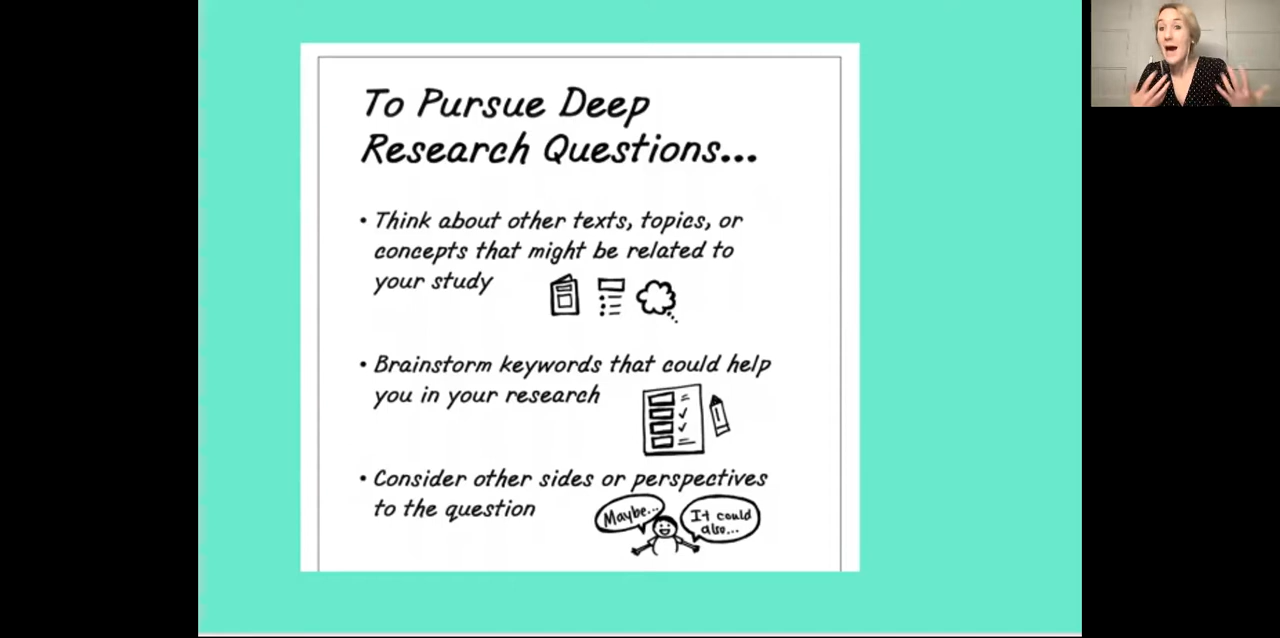 To Pursue Deep
Research Questions...
• Think about other texts, topics, or
concepts that might be related to
your study
• Brainstorm keywords that could help
you in your research
• Consider other sides or perspectives
to the question
Maybe...
It could
also...